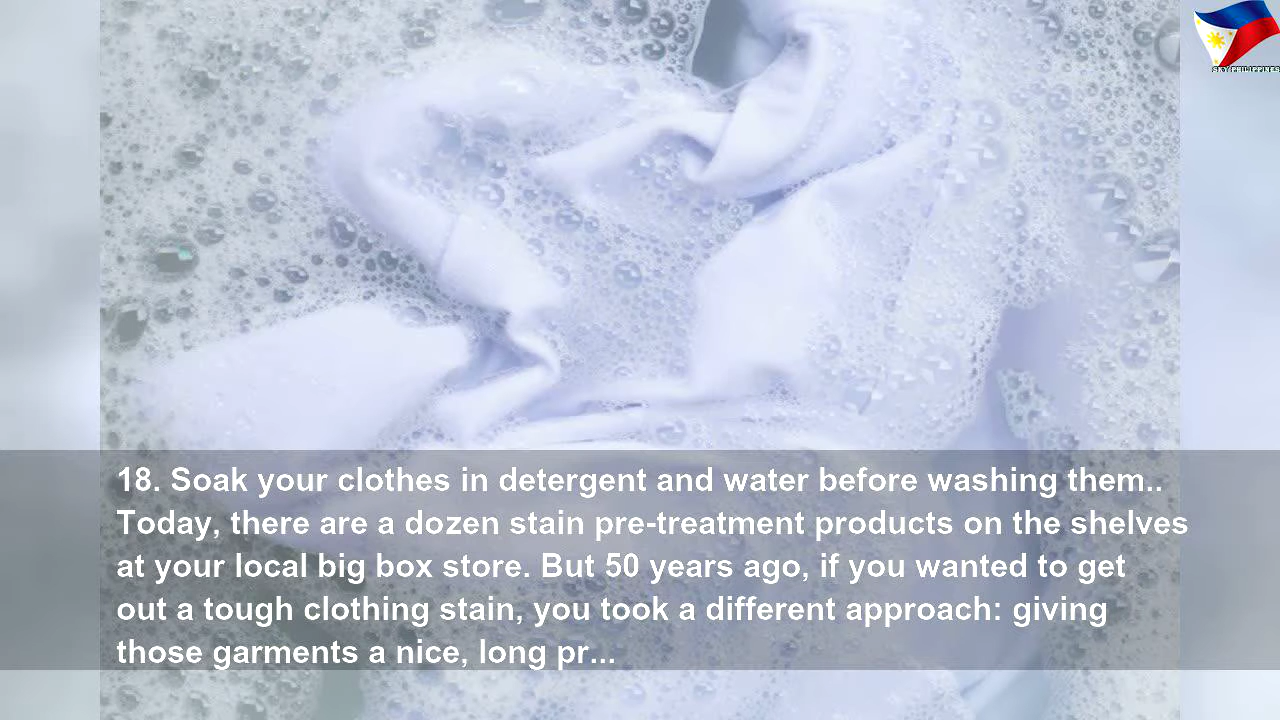 SKY PHILIPPINES
18. Soak your clothes in detergent and water before washing them..
Today, there are a dozen stain pre-treatment products on the shelves
at your local big box store. But 50 years ago, if you wanted to get
out a tough clothing stain, you took a different approach: giving
those garments a nice, long pr...